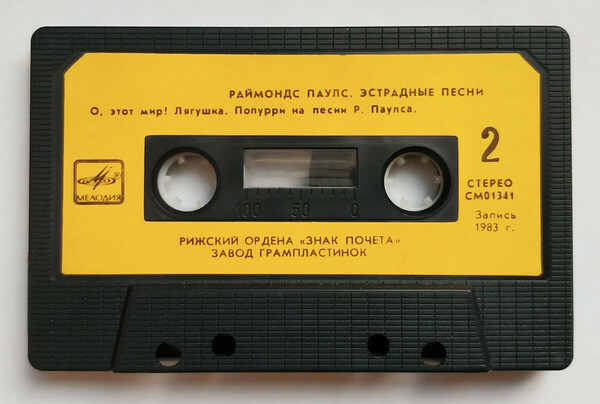 РАЙМОНДС ПАУЛС. ЭСТРАДНЫЕ ПЕСНИ
О, этот мир! Лягушка. Попурри на песни Р. Паулса.
2
МЕЛОДИЯ
СТЕРЕО
СМ01341
Запись
1983 г.
100 50 0
РИЖСКИЙ ОРДЕНА «ЗНАК ПОЧЕТА»
ЗАВОД ГРАМПЛАСТИНОК